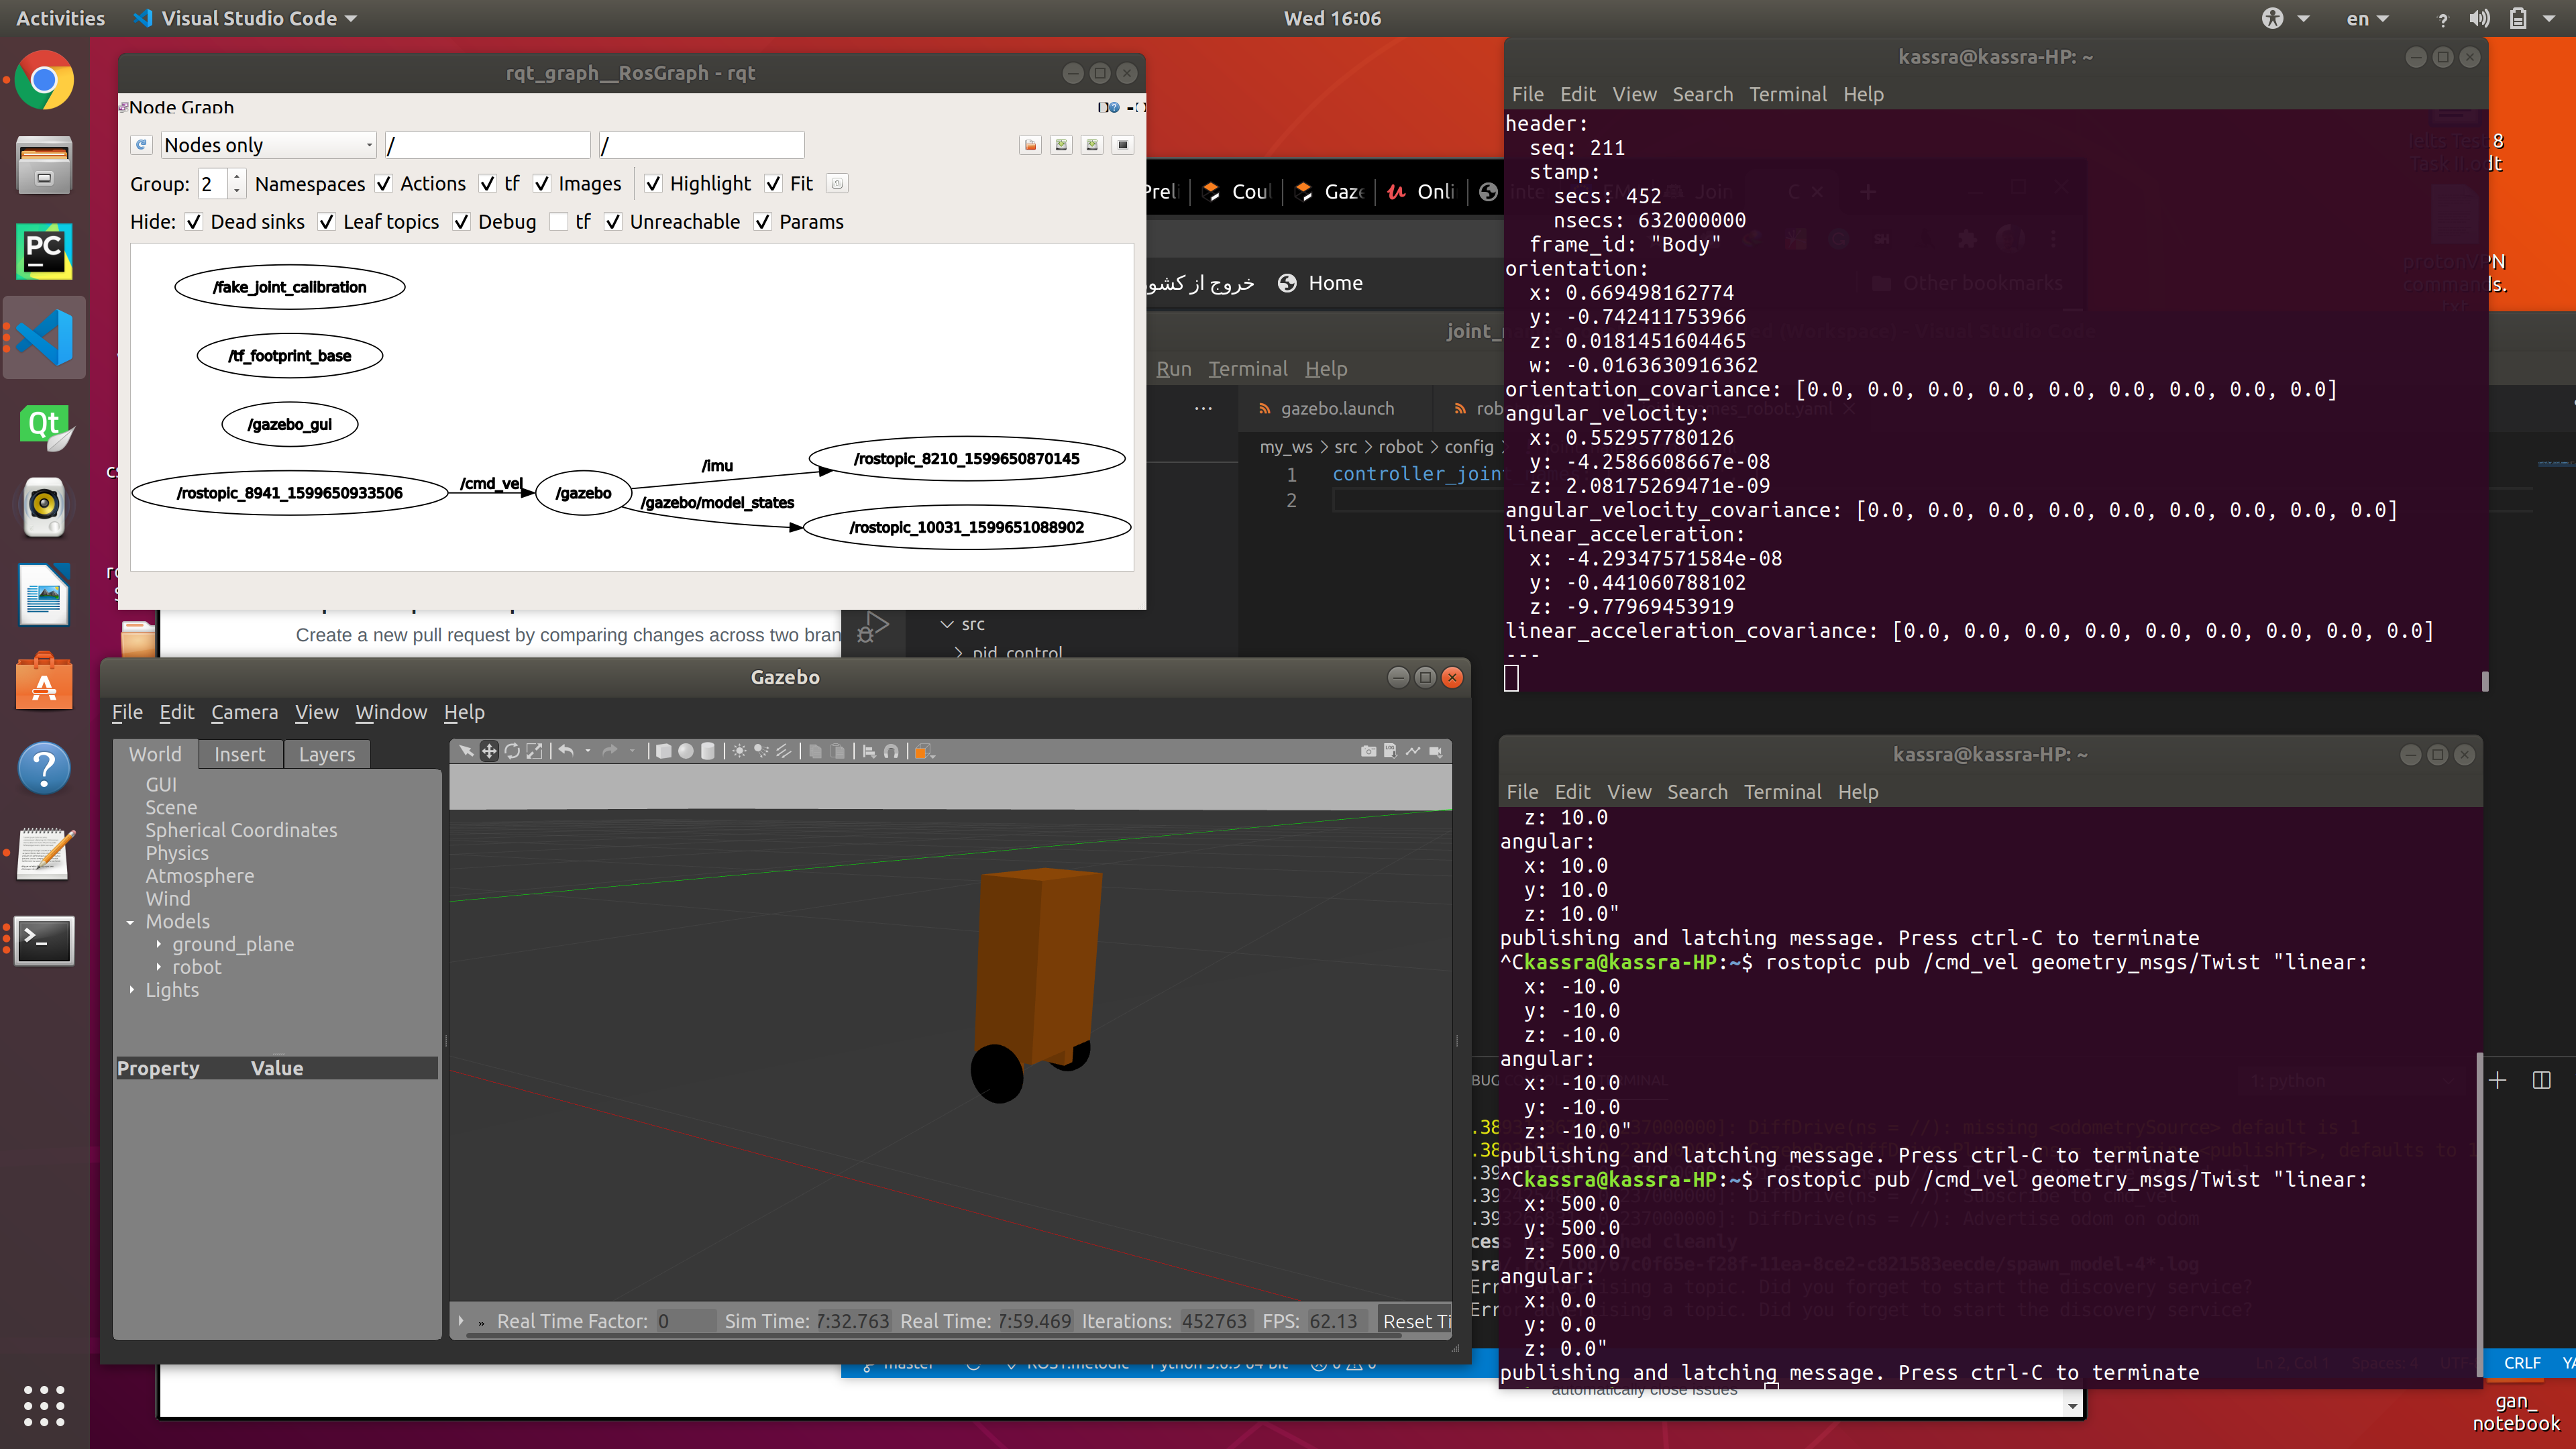 Activities
Visual Studio Code
Wed 16:06
en
rqt_graph__RosGraph - rqt
Node Graph
Nodes only
/
/
Group: 2 Namespaces Actions tf Images Highlight Fit
Hide: Dead sinks Leaf topics Debug tf Unreachable Params
/fake_joint_calibration
/tf_footprint_base
/gazebo_gui
/rostopic_8941_1599650933506
/cmd_vel
/gazebo
/imu
/gazebo/model_states
/rostopic_8210_1599650870145
/rostopic_10031_1599651088902
Create a new pull request by comparing changes across two bran
Preli
Coul
Gaze
Onli
خروج از کشور
Home
Other bookmarks
joint_
Run Terminal Help
gazebo.launch
rob
my_ws > src > robot > config >
1 controller_join
2
src
pid_control
kassra@kassra-HP: ~
File Edit View Search Terminal Help
header:
seq: 211
stamp:
secs: 452
nsecs: 632000000
frame_id: "Body"
orientation:
x: 0.669498162774
y: -0.742411753966
z: 0.0181451604465
w: -0.0163630916362
orientation_covariance: [0.0, 0.0, 0.0, 0.0, 0.0, 0.0, 0.0, 0.0, 0.0]
angular_velocity:
x: 0.552957780126
y: -4.2586608667e-08
z: 2.08175269471e-09
angular_velocity_covariance: [0.0, 0.0, 0.0, 0.0, 0.0, 0.0, 0.0, 0.0, 0.0]
linear_acceleration:
x: -4.29347571584e-08
y: -0.441060788102
z: -9.77969453919
linear_acceleration_covariance: [0.0, 0.0, 0.0, 0.0, 0.0, 0.0, 0.0, 0.0, 0.0]
---
Ielts Test 8
Task II.odt
protonVPN
commands.
Gazebo
File Edit Camera View Window Help
World Insert Layers
GUI
Scene
Spherical Coordinates
Physics
Atmosphere
Wind
Models
ground_plane
robot
Lights
Property Value
Real Time Factor: 0 Sim Time: 7:32.763 Real Time: 7:59.469 Iterations: 452763 FPS: 62.13 Reset Ti
kassra@kassra-HP: ~
File Edit View Search Terminal Help
z: 10.0
angular:
x: 10.0
y: 10.0
z: 10.0"
publishing and latching message. Press ctrl-C to terminate
^Ckassra@kassra-HP:~$ rostopic pub /cmd_vel geometry_msgs/Twist "linear:
x: -10.0
y: -10.0
z: -10.0
angular:
x: -10.0
y: -10.0
z: -10.0"
publishing and latching message. Press ctrl-C to terminate
^Ckassra@kassra-HP:~$ rostopic pub /cmd_vel geometry_msgs/Twist "linear:
x: 500.0
y: 500.0
z: 500.0
angular:
x: 0.0
y: 0.0
z: 0.0"
publishing and latching message. Press ctrl-C to terminate
CRLF
automatically close issues
gan_
notebook